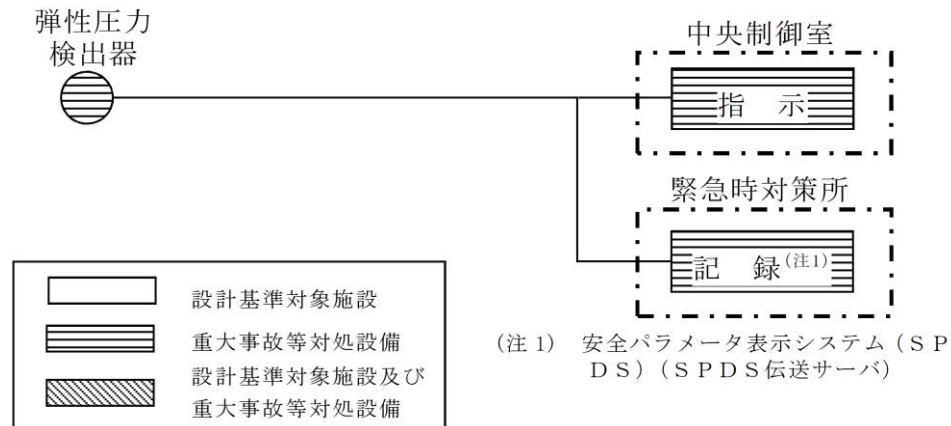 弾性圧力
検出器
中央制御室
指　示
緊急時対策所
記　録(注1)
設計基準対象施設
重大事故等対処設備
設計基準対象施設及び
重大事故等対処設備
(注1)　安全パラメータ表示システム（ＳＰ
ＤＳ）（ＳＰＤＳ伝送サーバ）